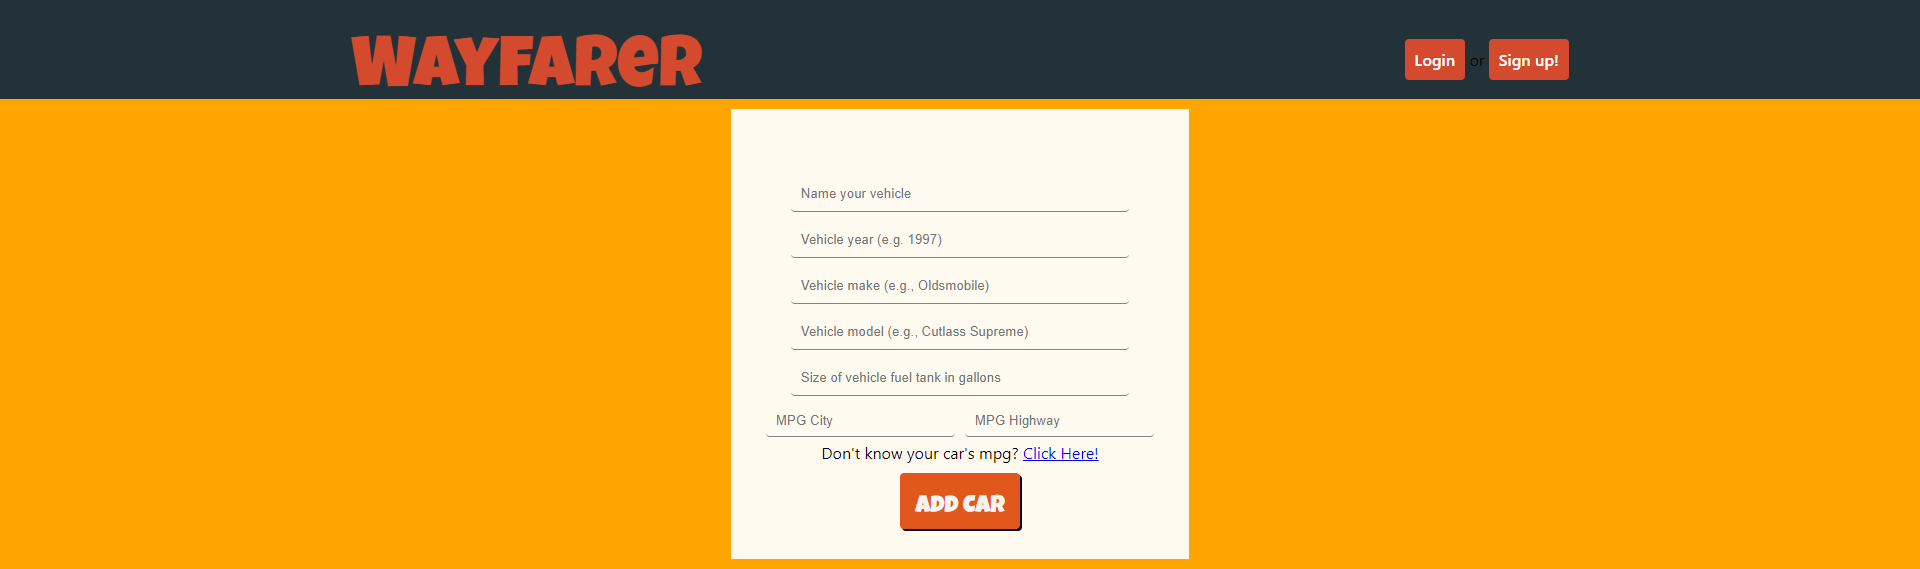 WAYFARER
Login or Sign up!
Name your vehicle
Vehicle year (e.g. 1997)
Vehicle make (e.g., Oldsmobile)
Vehicle model (e.g., Cutlass Supreme)
Size of vehicle fuel tank in gallons
MPG City MPG Highway
Don't know your car's mpg? Click Here!
ADD CAR